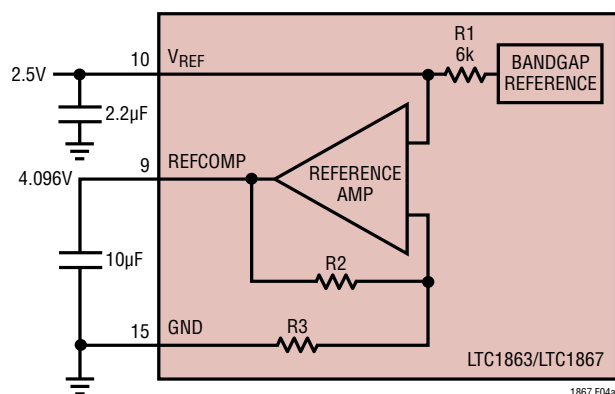 R1
6k
BANDGAP
REFERENCE
10
VREF
2.5V
2.2µF
9
REFCOMP
4.096V
REFERENCE
AMP
10µF
R2
15
GND
R3
LTC1863/LTC1867
1867 F04a